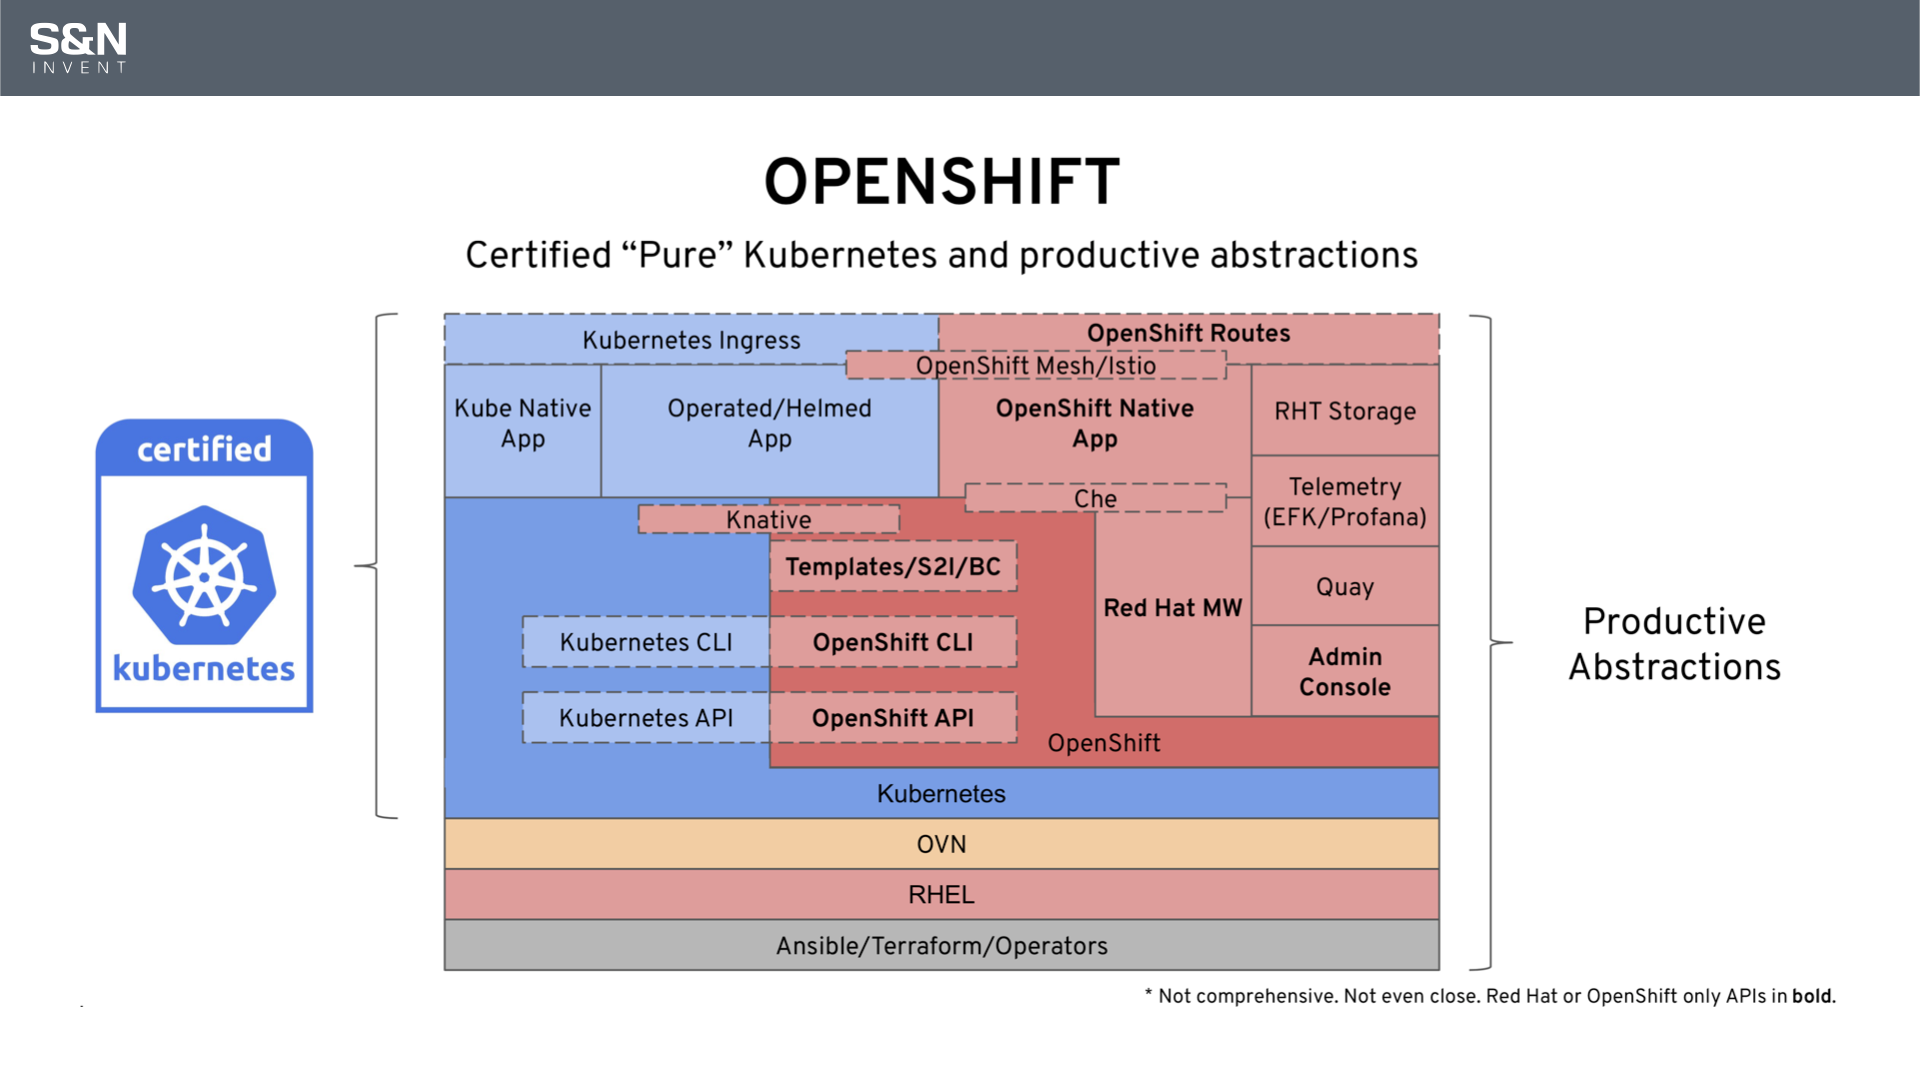 S&N
INVENT
OPENSHIFT
Certified “Pure” Kubernetes and productive abstractions
certified
kubernetes
Kubernetes Ingress
OpenShift Routes
OpenShift Mesh/Istio
Kube Native
App
Operated/Helmed
App
OpenShift Native
App
RHT Storage
Che
Telemetry
(EFK/Profana)
Knative
Templates/S2I/BC
Red Hat MW
Quay
Kubernetes CLI
OpenShift CLI
Admin
Console
Kubernetes API
OpenShift API
OpenShift
Kubernetes
OVN
RHEL
Ansible/Terraform/Operators
Productive
Abstractions
* Not comprehensive. Not even close. Red Hat or OpenShift only APIs in bold.